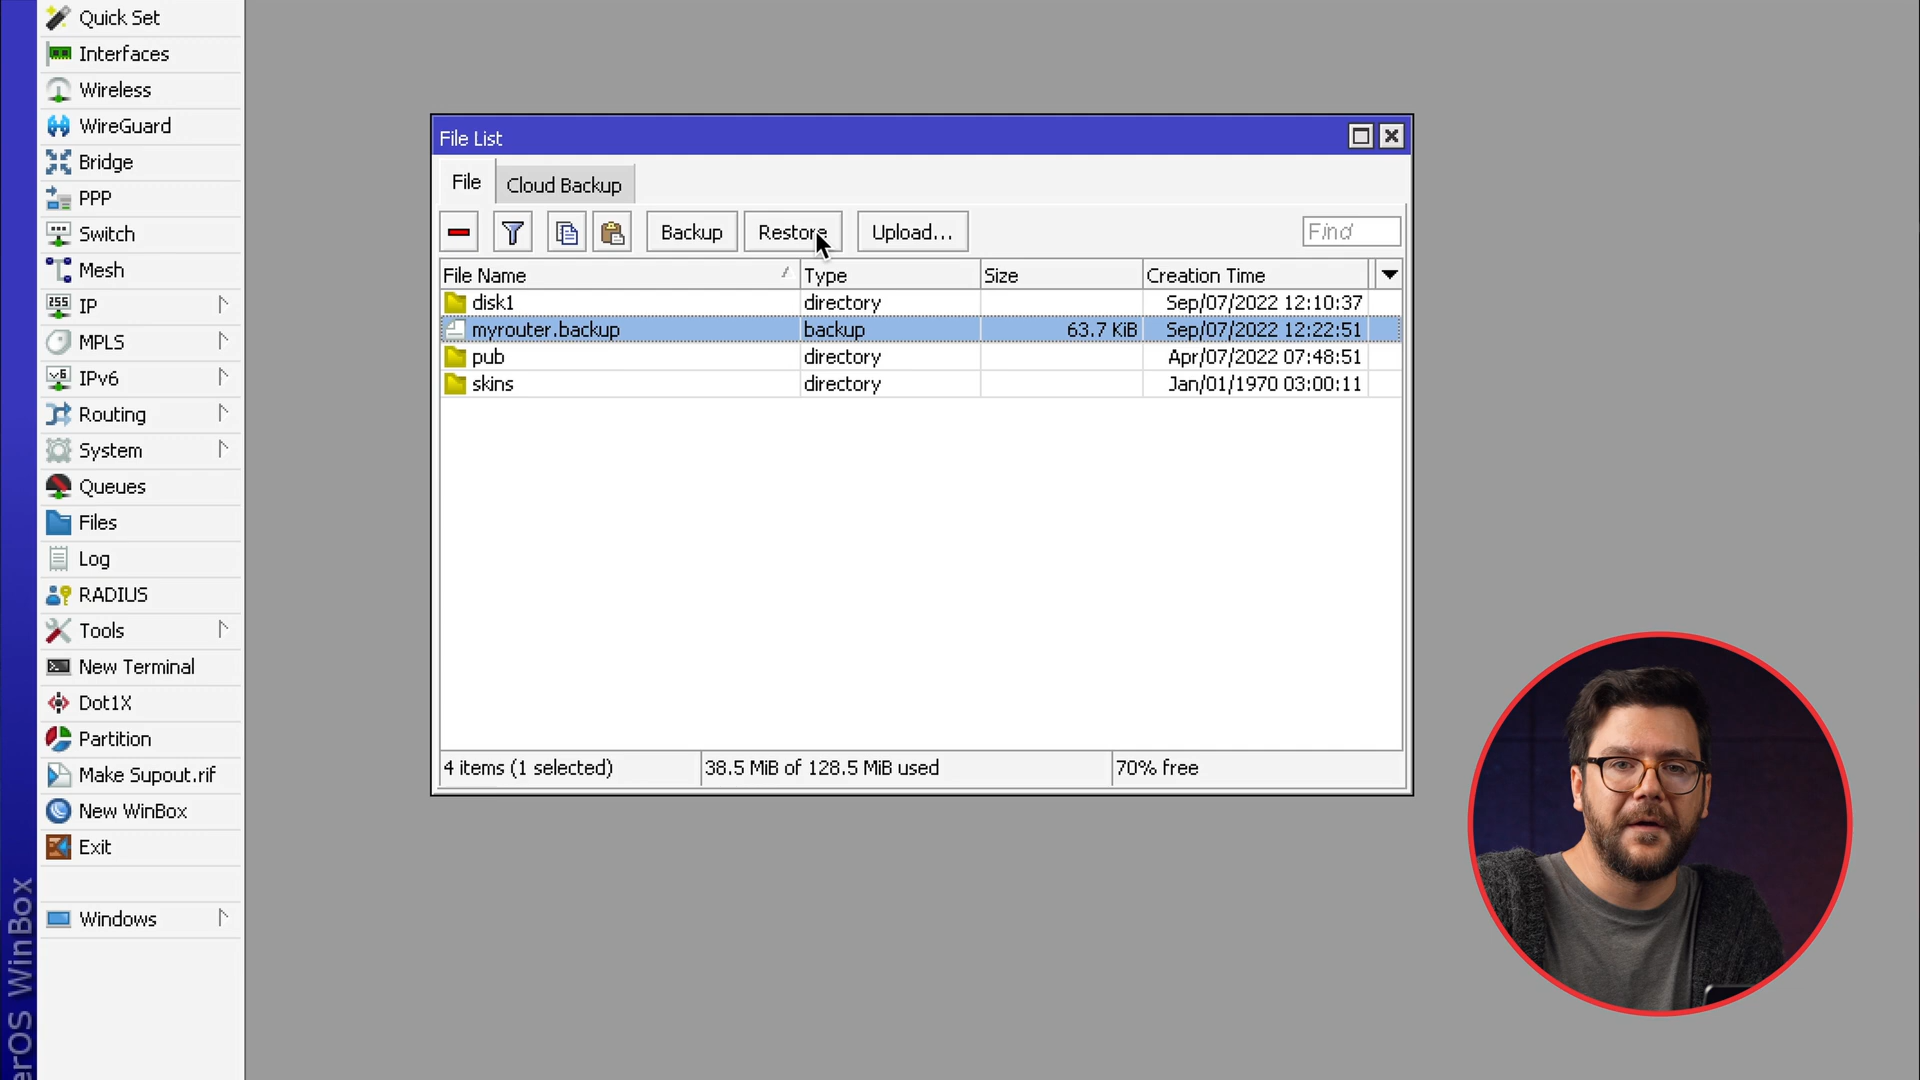 Quick Set
Interfaces
Wireless
WireGuard
Bridge
PPP
Switch
Mesh
IP
MPLS
IPv6
Routing
System
Queues
Files
Log
RADIUS
Tools
New Terminal
Dot1X
Partition
Make Supout.rif
New WinBox
Exit
Windows
erOS WinBox
File List
File
Cloud Backup
Backup
Restore
Upload...
Find
File Name
Type
Size
Creation Time
disk1 directory Sep/07/2022 12:10:37
myrouter.backup backup 63.7 KiB Sep/07/2022 12:22:51
pub directory Apr/07/2022 07:48:51
skins directory Jan/01/1970 03:00:11
4 items (1 selected)
38.5 MiB of 128.5 MiB used
70% free